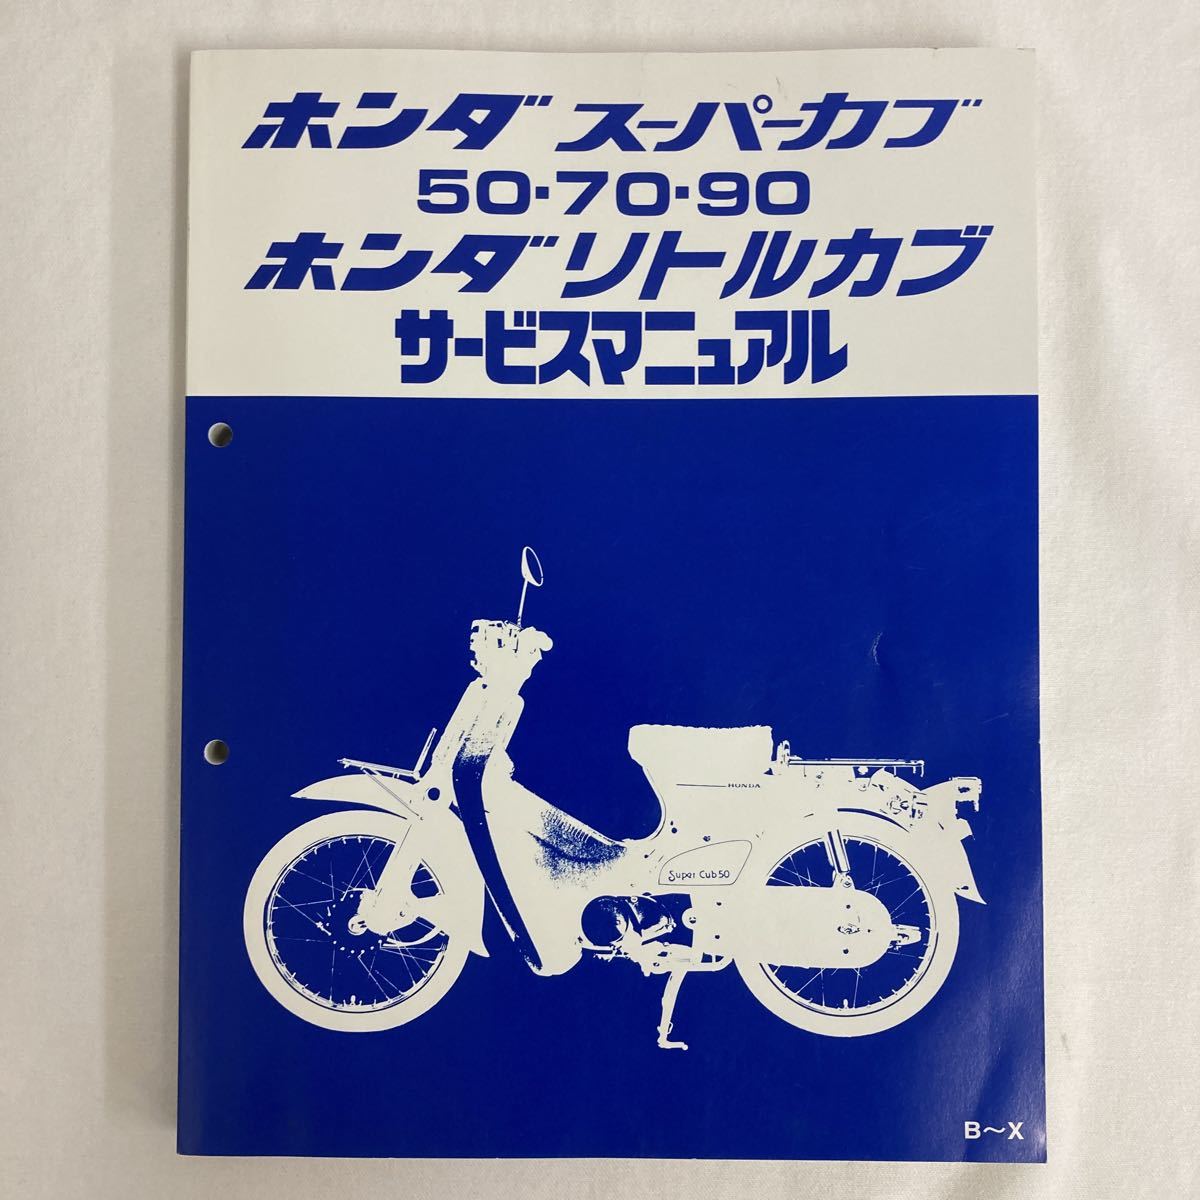 ホンダ スーパーカブ
50・70・90
ホンダ リトルカブ
サービスマニュアル
HONDA
Super Cub 50
B～X